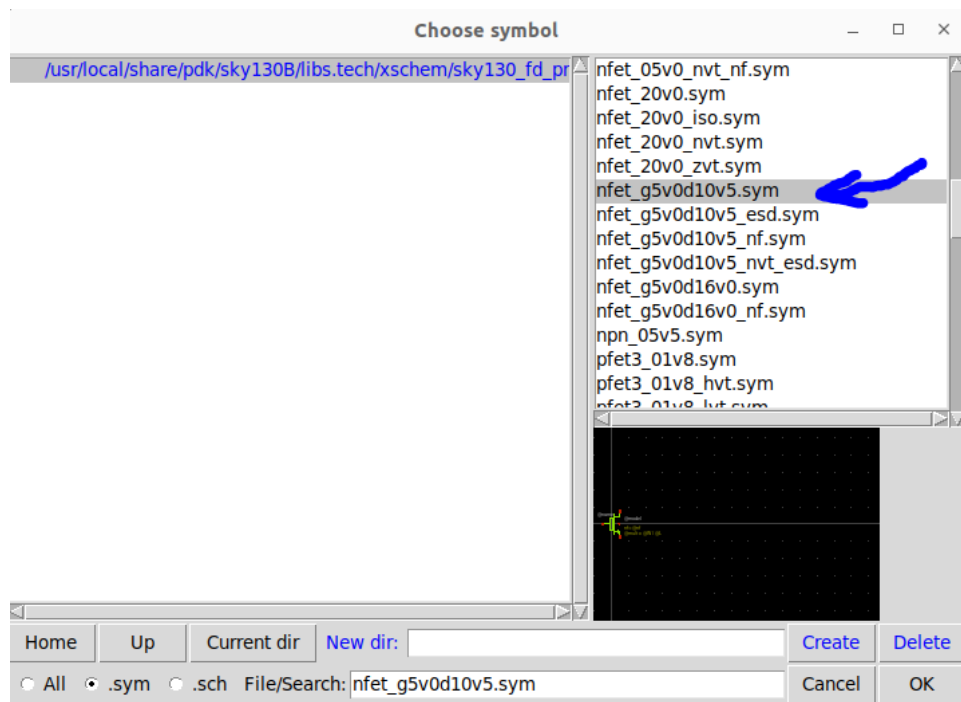 Choose symbol
/usr/local/share/pdk/sky130B/libs.tech/xschem/sky130_fd_pr
nfet_05v0_nvt_nf.sym
nfet_20v0.sym
nfet_20v0_iso.sym
nfet_20v0_nvt.sym
nfet_20v0_zvt.sym
nfet_g5v0d10v5.sym
nfet_g5v0d10v5_esd.sym
nfet_g5v0d10v5_nf.sym
nfet_g5v0d10v5_nvt_esd.sym
nfet_g5v0d16v0.sym
nfet_g5v0d16v0_nf.sym
npn_05v5.sym
pfet3_01v8.sym
pfet3_01v8_hvt.sym
pfet3_01v8_lvt.sym
Home Up Current dir New dir: Create Delete
All .sym .sch File/Search: nfet_g5v0d10v5.sym Cancel OK